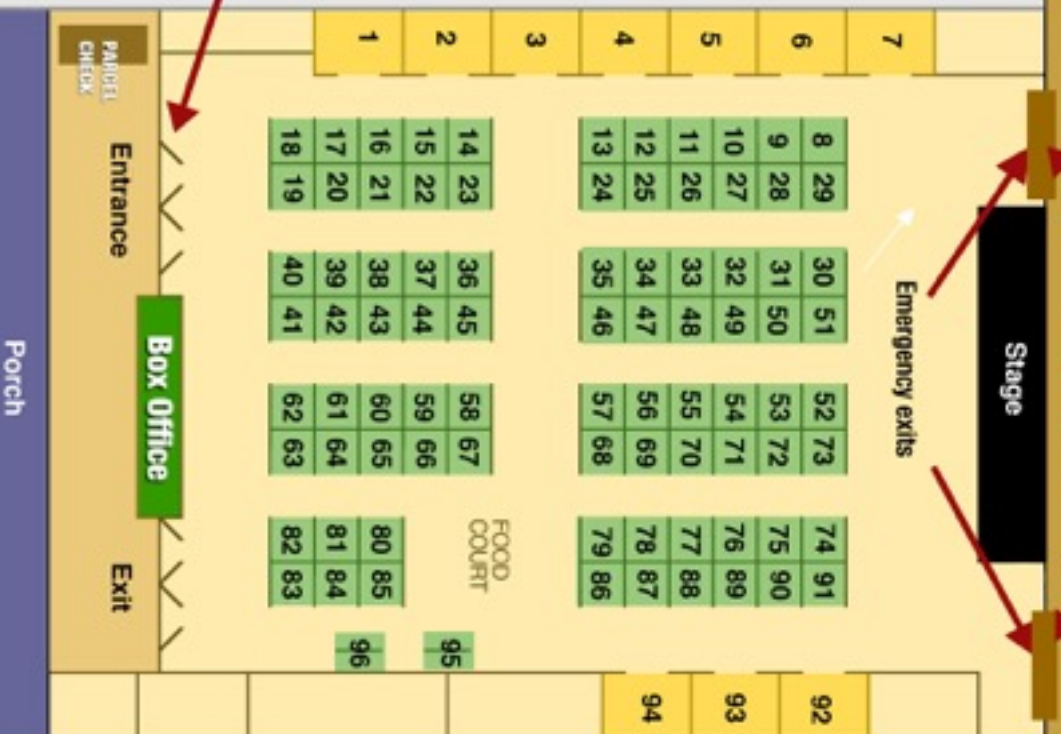 PARCEL
CHECK
Entrance
Box Office
Exit
Porch
1 2 3 4 5 6 7
18 17 16 15 14 13 12 11 10 9 8
19 20 21 22 23 24 25 26 27 28 29
40 39 38 37 36 35 34 33 32 31 30
41 42 43 44 45 46 47 48 49 50 51
62 61 60 59 58 57 56 55 54 53 52
63 64 65 66 67 68 69 70 71 72 73
82 81 80 79 78 77 76 75 74
83 84 85 86 87 88 89 90 91
FOOD
COURT
96 95
94 93 92
Emergency exits
Stage